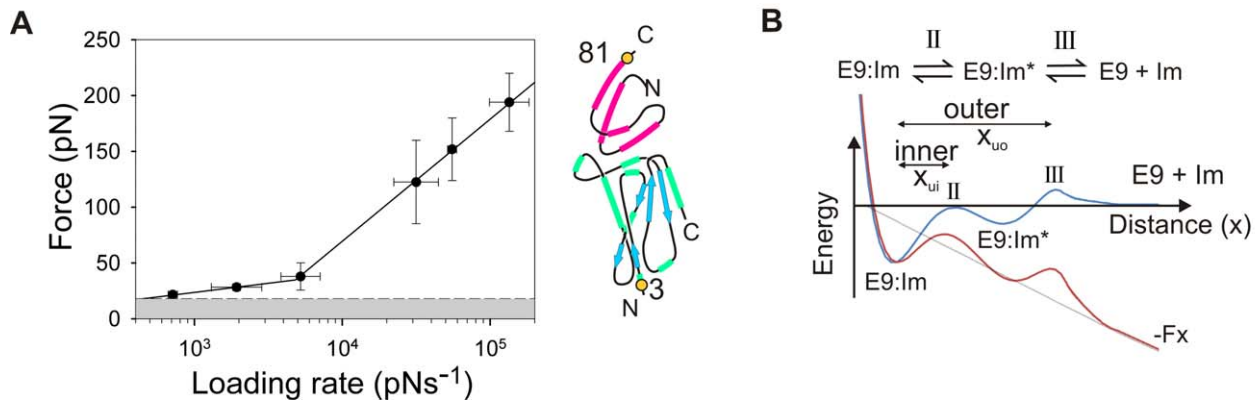 A
250
200
150
100
50
0
Force (pN)
10³
10⁴
10⁵
Loading rate (pNs⁻¹)
81
C
N
C
N
3
B
II
III
E9:Im ⇌ E9:Im* ⇌ E9 + Im
outer
xᵤₒ
inner
xᵤᵢ
II
III
E9 + Im
Distance (x)
Energy
E9:Im*
E9:Im
-Fx